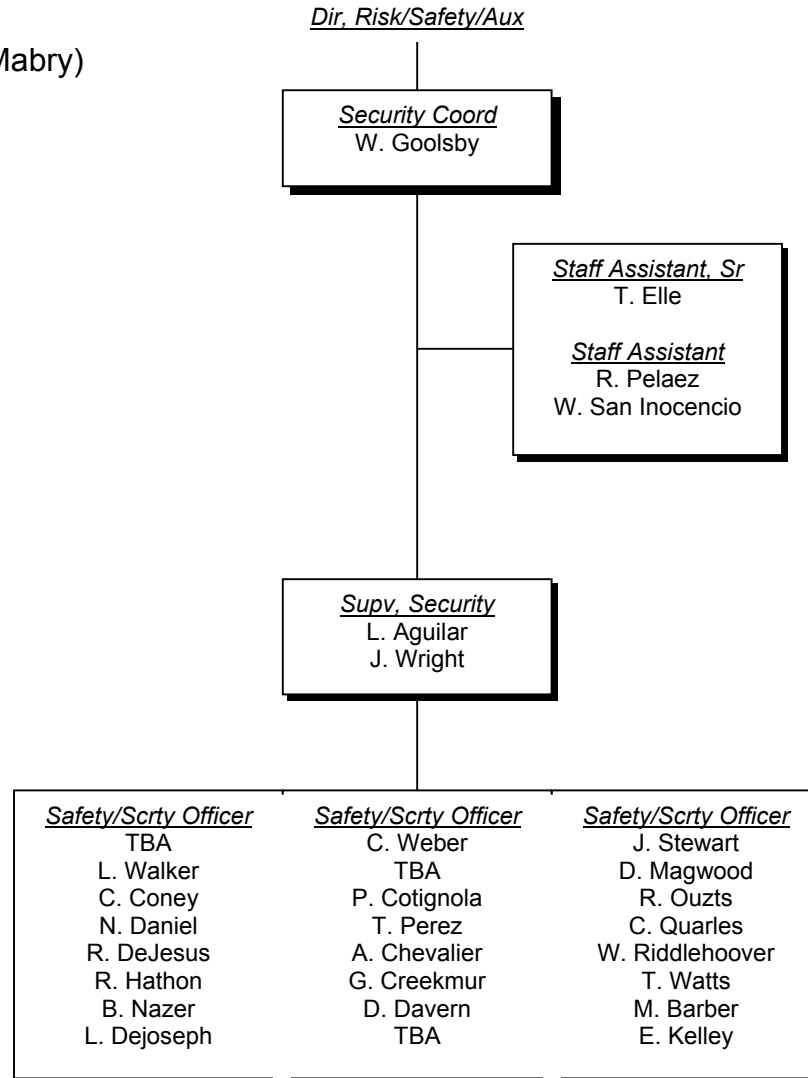 Dir, Risk/Safety/Aux
Mabry)
Security Coord
W. Goolsby
Staff Assistant, Sr
T. Elle
Staff Assistant
R. Pelaez
W. San Inocencio
Supv, Security
L. Aguilar
J. Wright
Safety/Scrty Officer
TBA
L. Walker
C. Coney
N. Daniel
R. DeJesus
R. Hathon
B. Nazer
L. Dejoseph
Safety/Scrty Officer
C. Weber
TBA
P. Cotignola
T. Perez
A. Chevalier
G. Creekmur
D. Davern
TBA
Safety/Scrty Officer
J. Stewart
D. Magwood
R. Ouzts
C. Quarles
W. Riddlehoover
T. Watts
M. Barber
E. Kelley